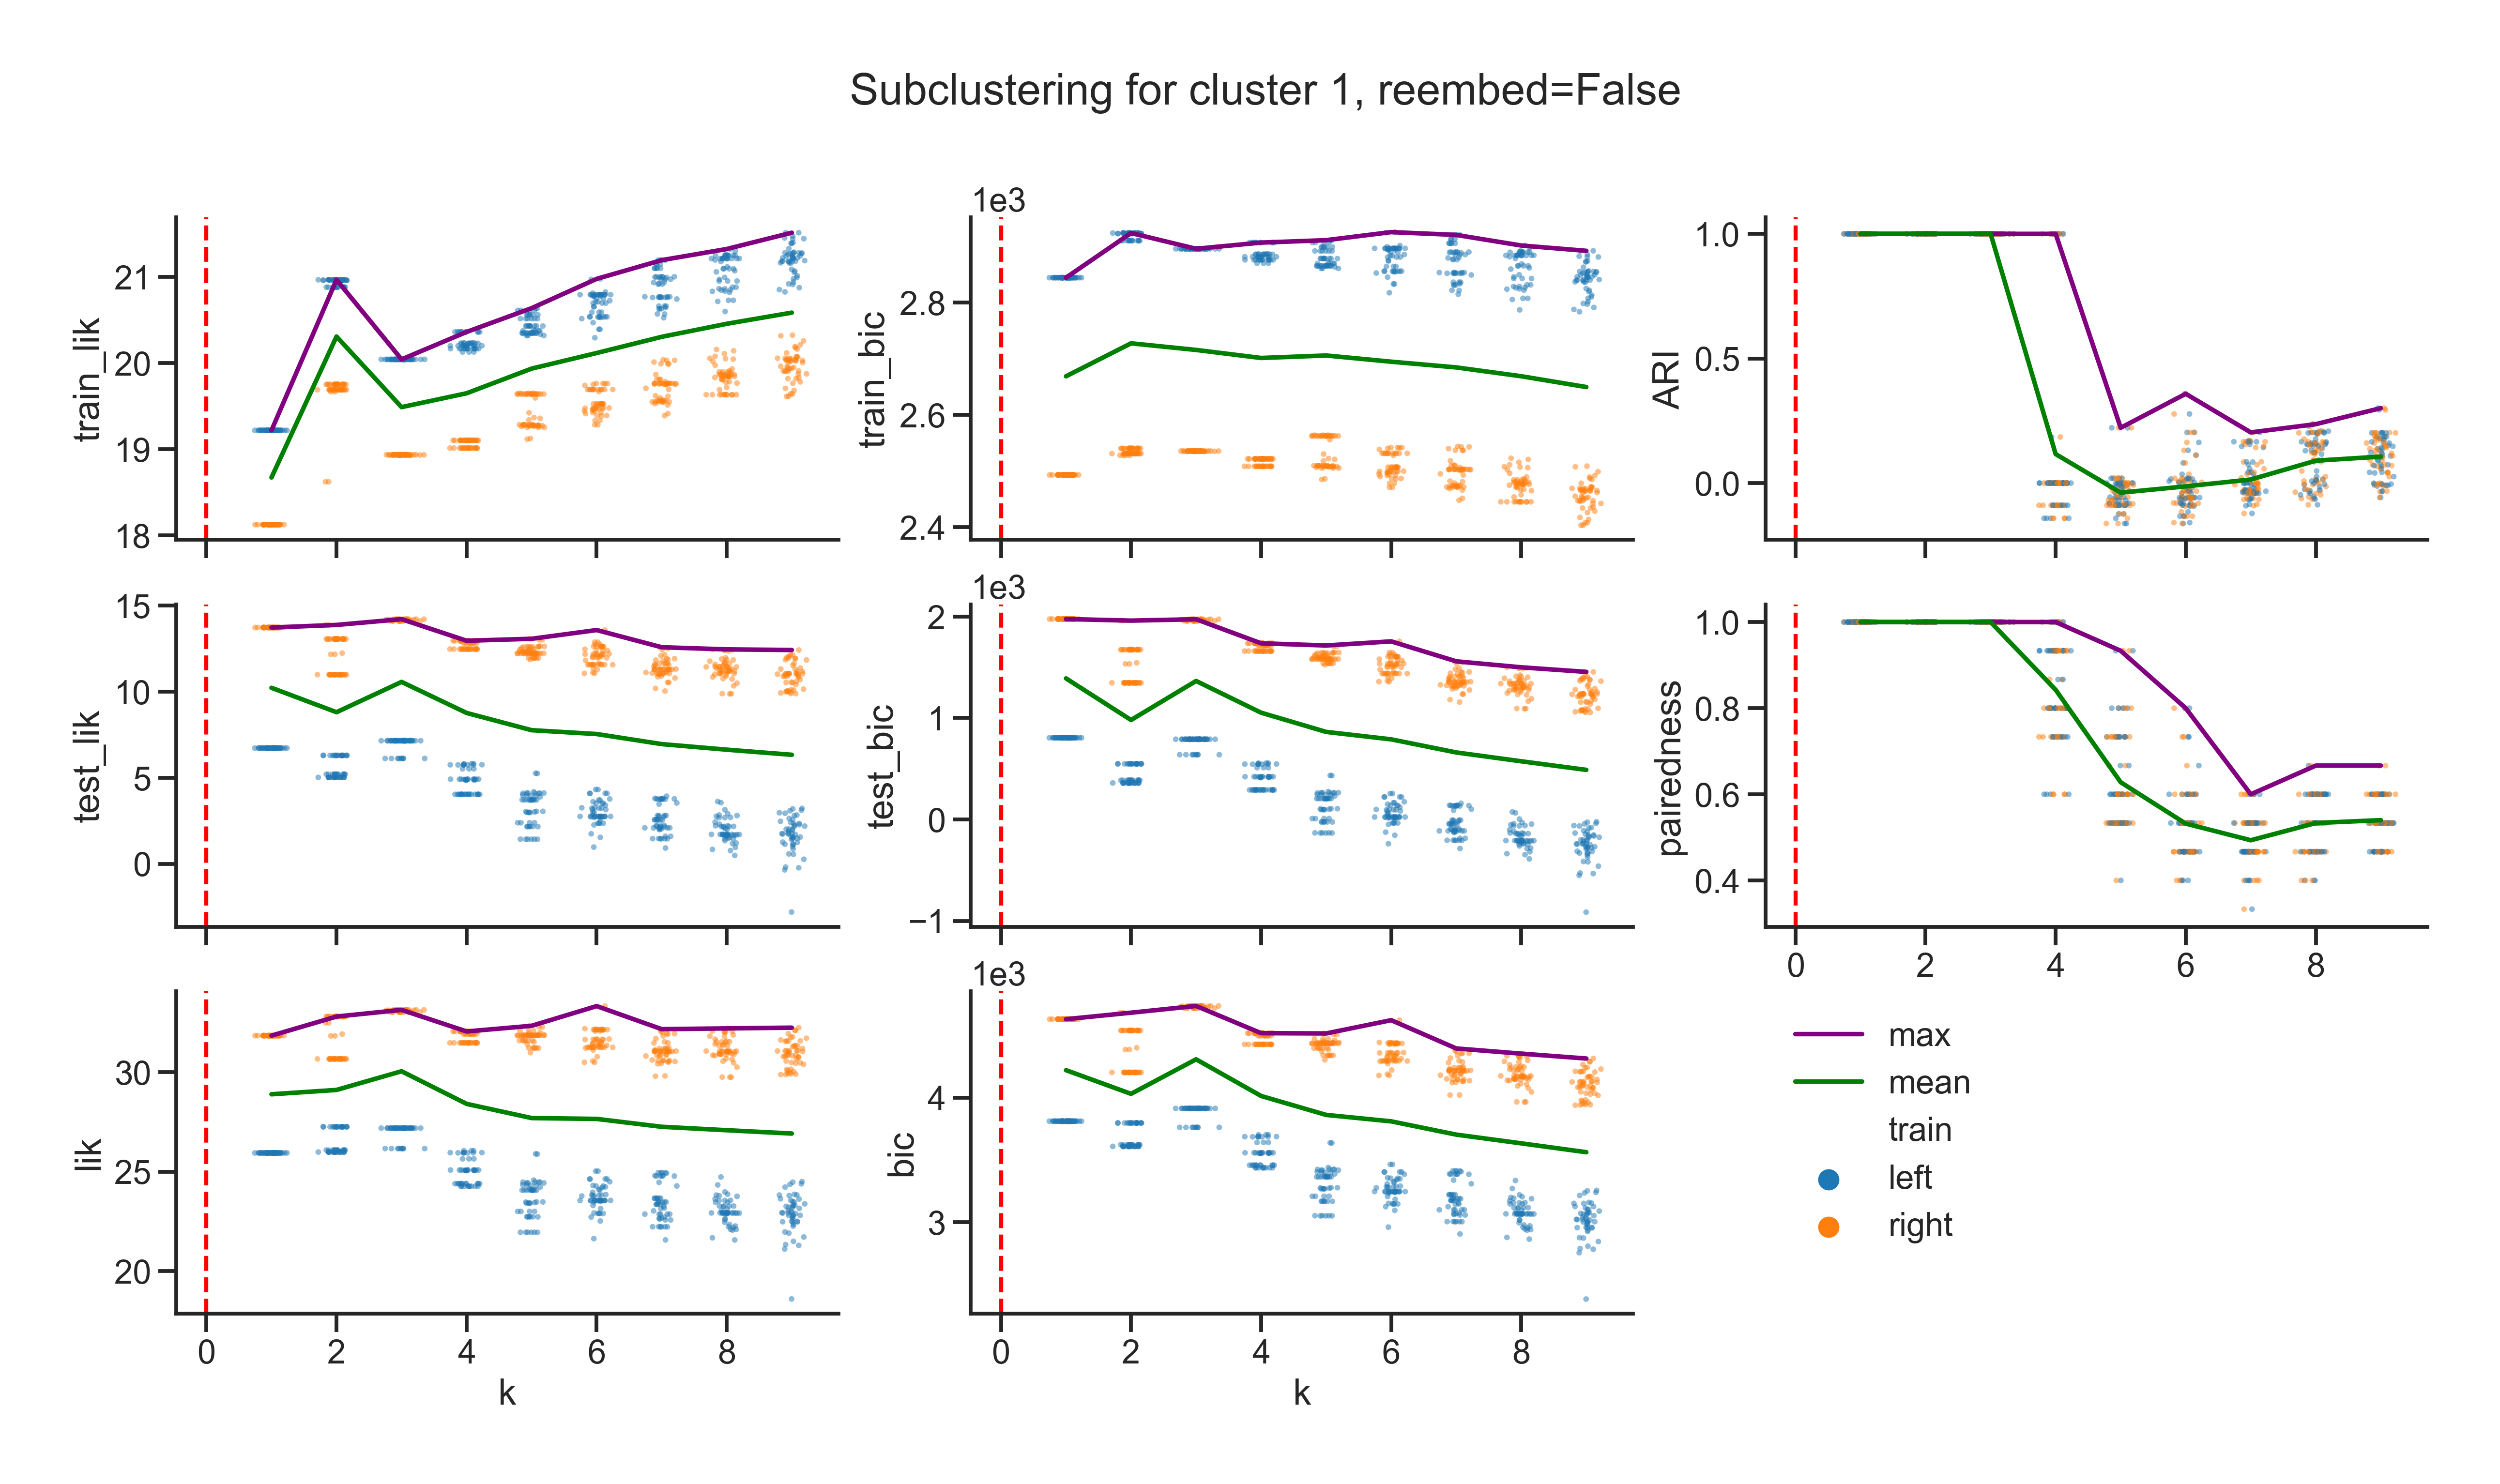 Subclustering for cluster 1, reembed=False
train_lik
21
20
19
18
1e3
train_bic
2.8
2.6
2.4
ARI
1.0
0.5
0.0
test_lik
15
10
5
0
1e3
test_bic
2
1
0
−1
pairedness
1.0
0.8
0.6
0.4
0 2 4 6 8
lik
30
25
20
0 2 4 6 8
k
1e3
bic
4
3
0 2 4 6 8
k
max
mean
train
left
right